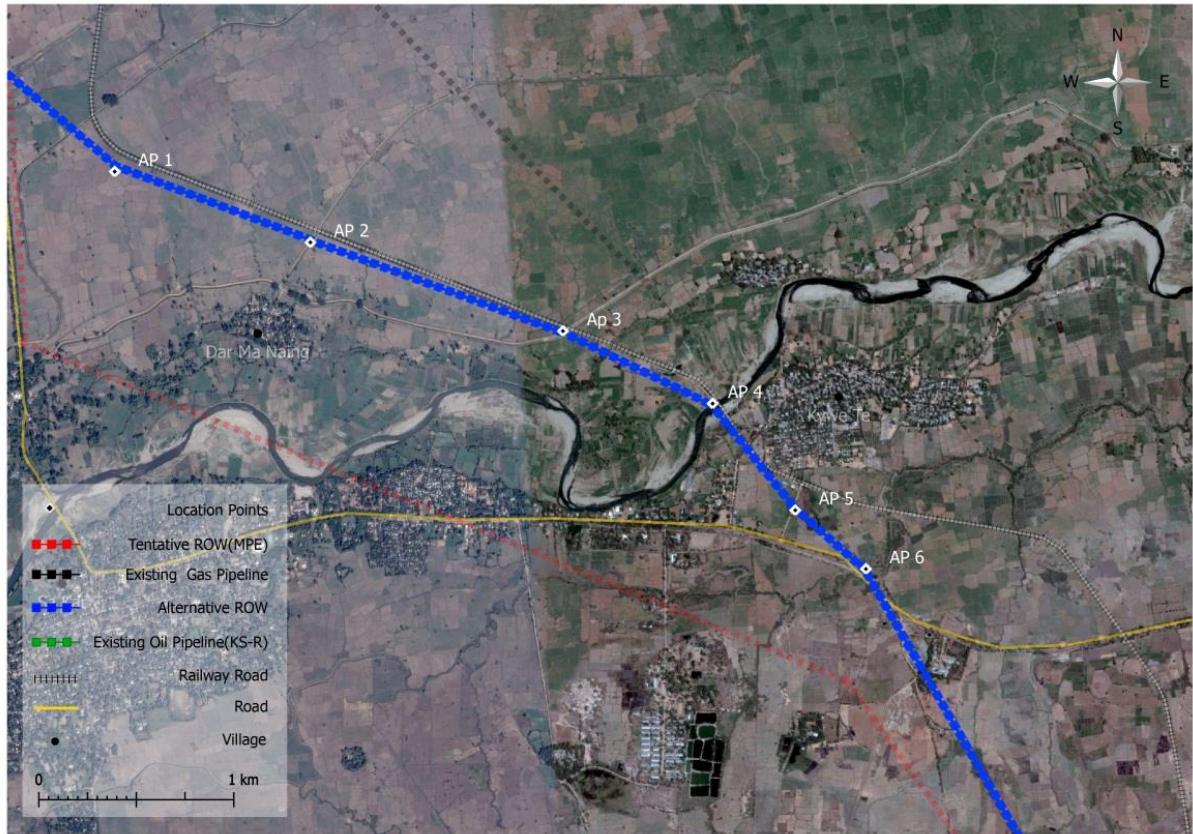 N
W E
S
AP 1
AP 2
Ap 3
Dar Ma Naing
AP 4
AP 5
AP 6
Location Points
Tentative ROW(MPE)
Existing Gas Pipeline
Alternative ROW
Existing Oil Pipeline(KS-R)
Railway Road
Road
Village
0 1 km